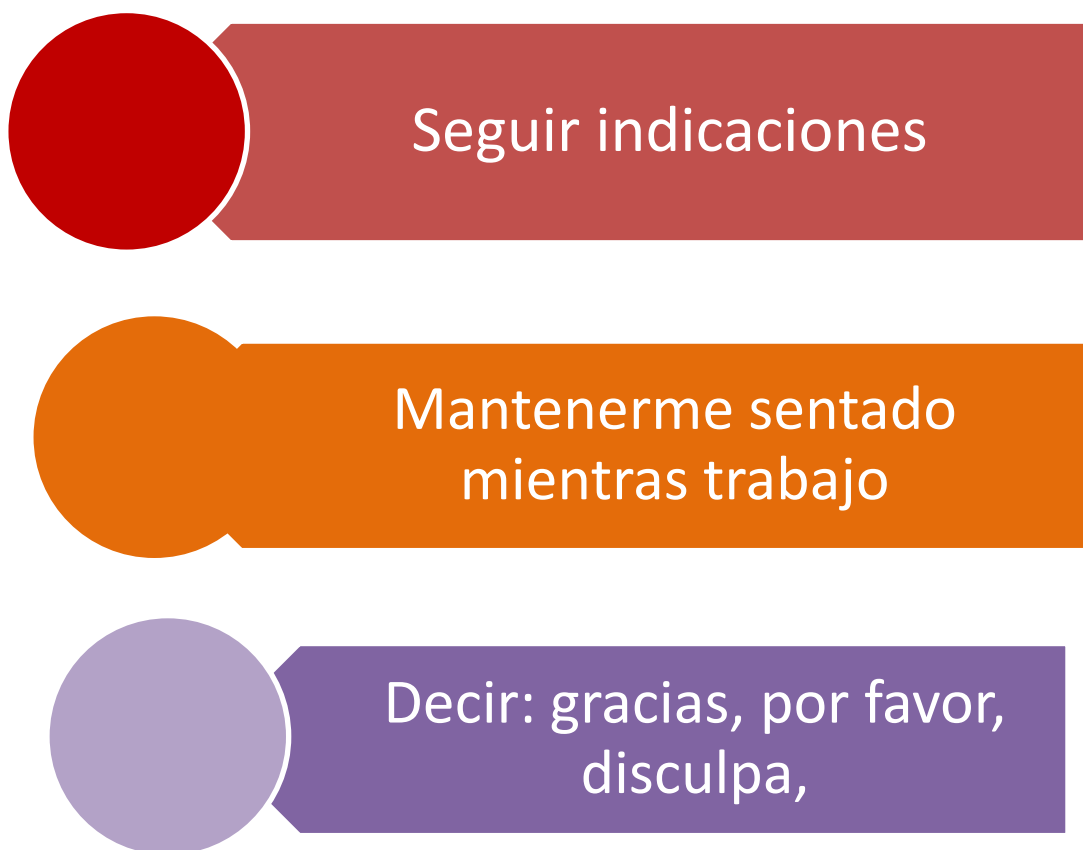 Seguir indicaciones
Mantenerme sentado
mientras trabajo
Decir: gracias, por favor,
disculpa,